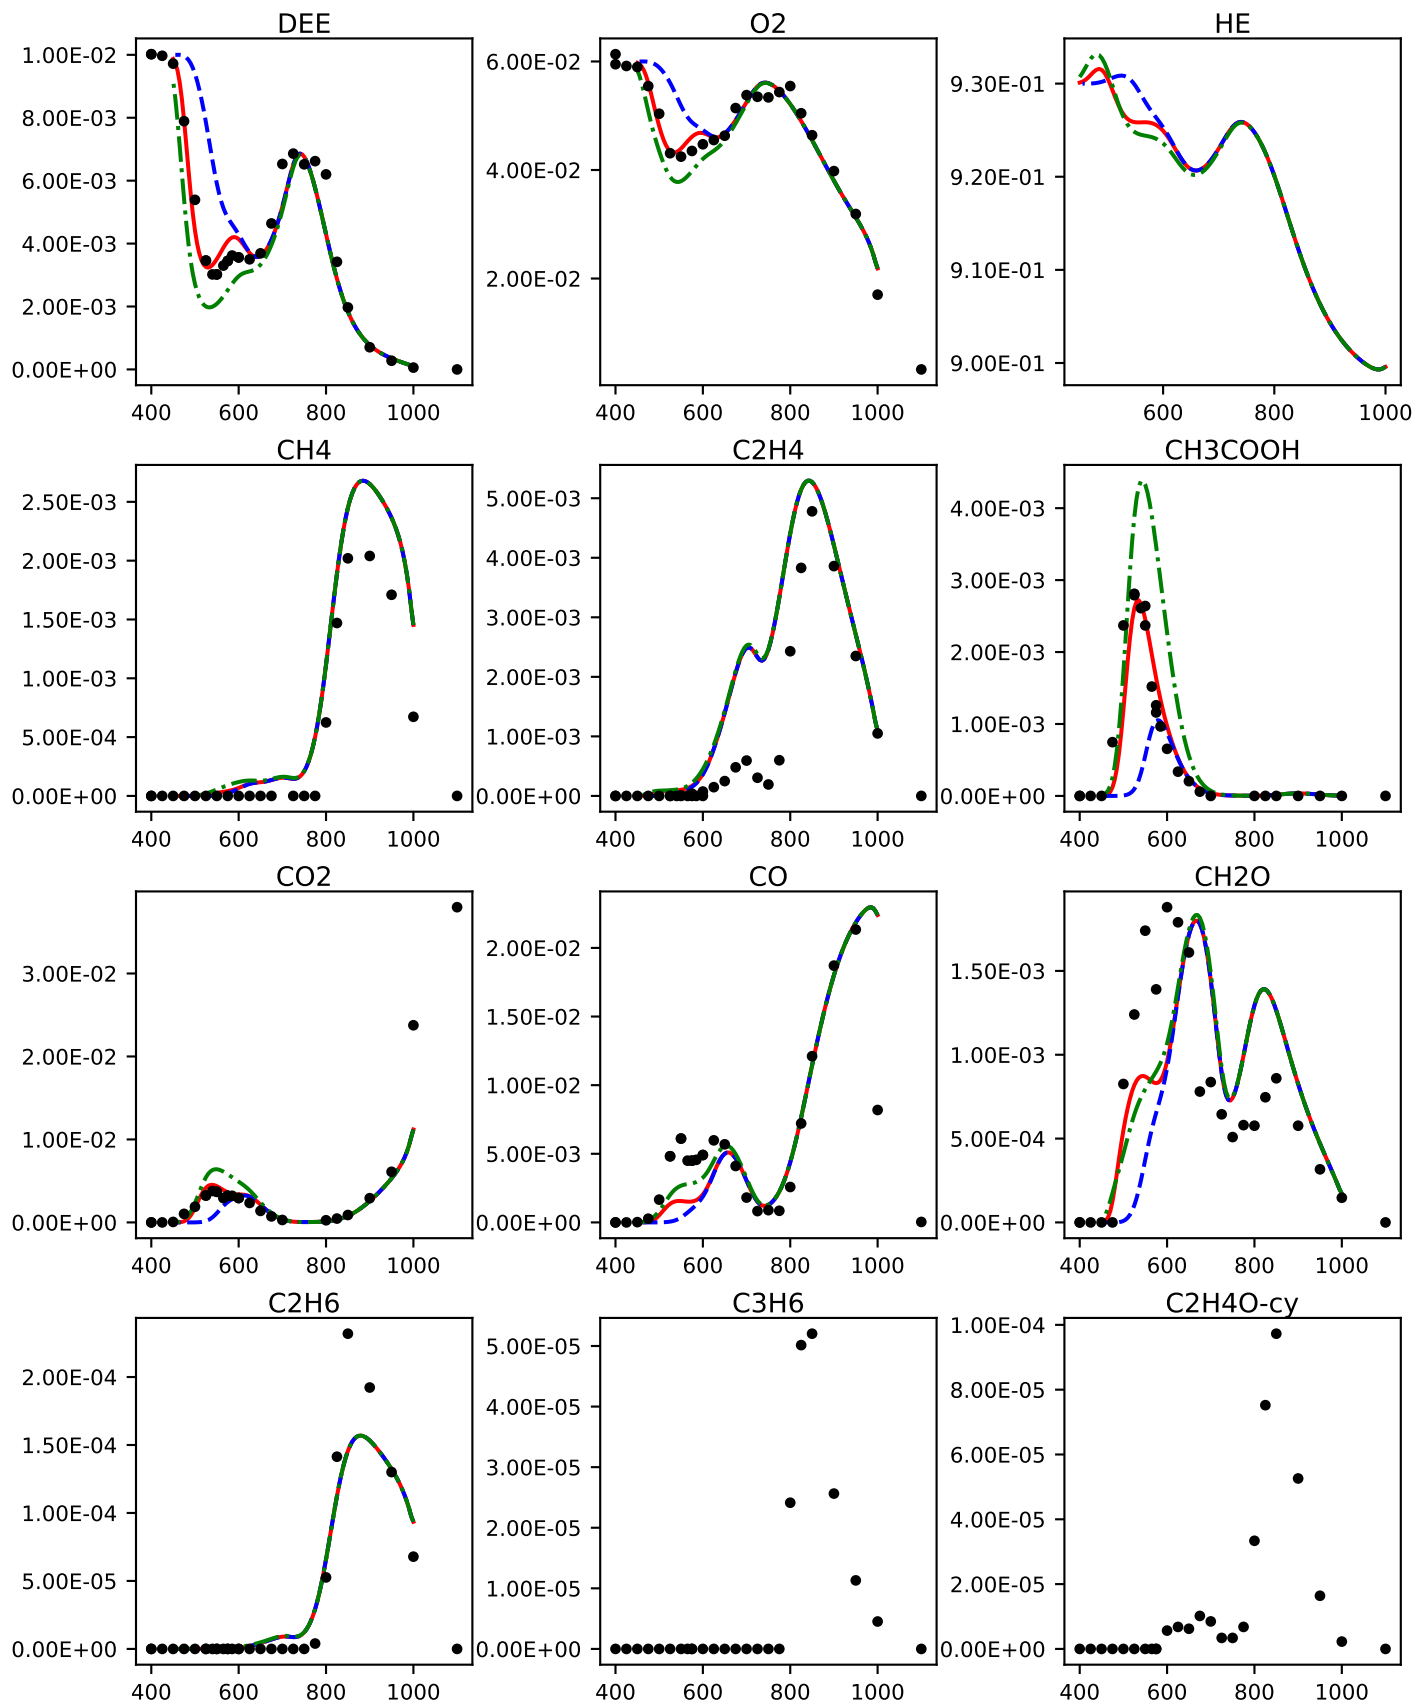 DEE O2 HE
1.00E-02 8.00E-03 6.00E-03 4.00E-03 2.00E-03 0.00E+00
6.00E-02 4.00E-02 2.00E-02
9.30E-01 9.20E-01 9.10E-01 9.00E-01
400 600 800 1000 400 600 800 1000 600 800 1000
CH4 C2H4 CH3COOH
2.50E-03 2.00E-03 1.50E-03 1.00E-03 5.00E-04 0.00E+00
5.00E-03 4.00E-03 3.00E-03 2.00E-03 1.00E-03 0.00E+00
4.00E-03 3.00E-03 2.00E-03 1.00E-03 0.00E+00
400 600 800 1000 400 600 800 1000 400 600 800 1000
CO2 CO CH2O
3.00E-02 2.00E-02 1.00E-02 0.00E+00
2.00E-02 1.50E-02 1.00E-02 5.00E-03 0.00E+00
1.50E-03 1.00E-03 5.00E-04 0.00E+00
400 600 800 1000 400 600 800 1000 400 600 800 1000
C2H6 C3H6 C2H4O-cy
2.00E-04 1.50E-04 1.00E-04 5.00E-05 0.00E+00
5.00E-05 4.00E-05 3.00E-05 2.00E-05 1.00E-05 0.00E+00
1.00E-04 8.00E-05 6.00E-05 4.00E-05 2.00E-05 0.00E+00
400 600 800 1000 400 600 800 1000 400 600 800 1000